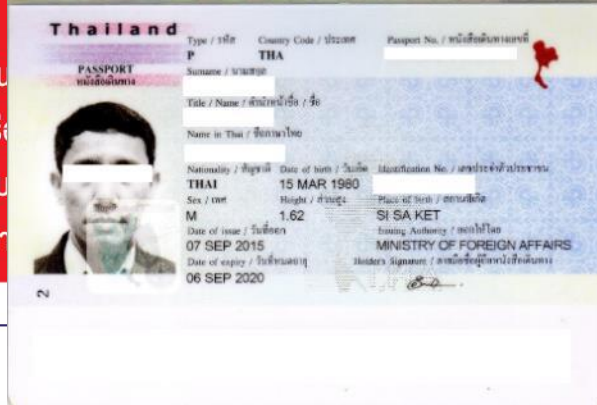 Thailand
PASSPORT
หนังสือเดินทาง
Type / รหัส Country Code / ประเทศ Passport No. / หนังสือเดินทางเลขที่
P THA
Surname / นามสกุล
Title / Name / คำนำหน้าชื่อ / ชื่อ
Name in Thai / ชื่อภาษาไทย
Nationality / สัญชาติ Date of birth / วันเกิด Identification No. / เลขประจำตัวประชาชน
THAI 15 MAR 1980
Sex / เพศ Height / ส่วนสูง Place of birth / สถานที่เกิด
M 1.62 SI SA KET
Date of issue / วันที่ออก Issuing Authority / ออกให้โดย
07 SEP 2015 MINISTRY OF FOREIGN AFFAIRS
Date of expiry / วันที่หมดอายุ Holder's Signature / ลายมือชื่อผู้ถือหนังสือเดินทาง
06 SEP 2020
2